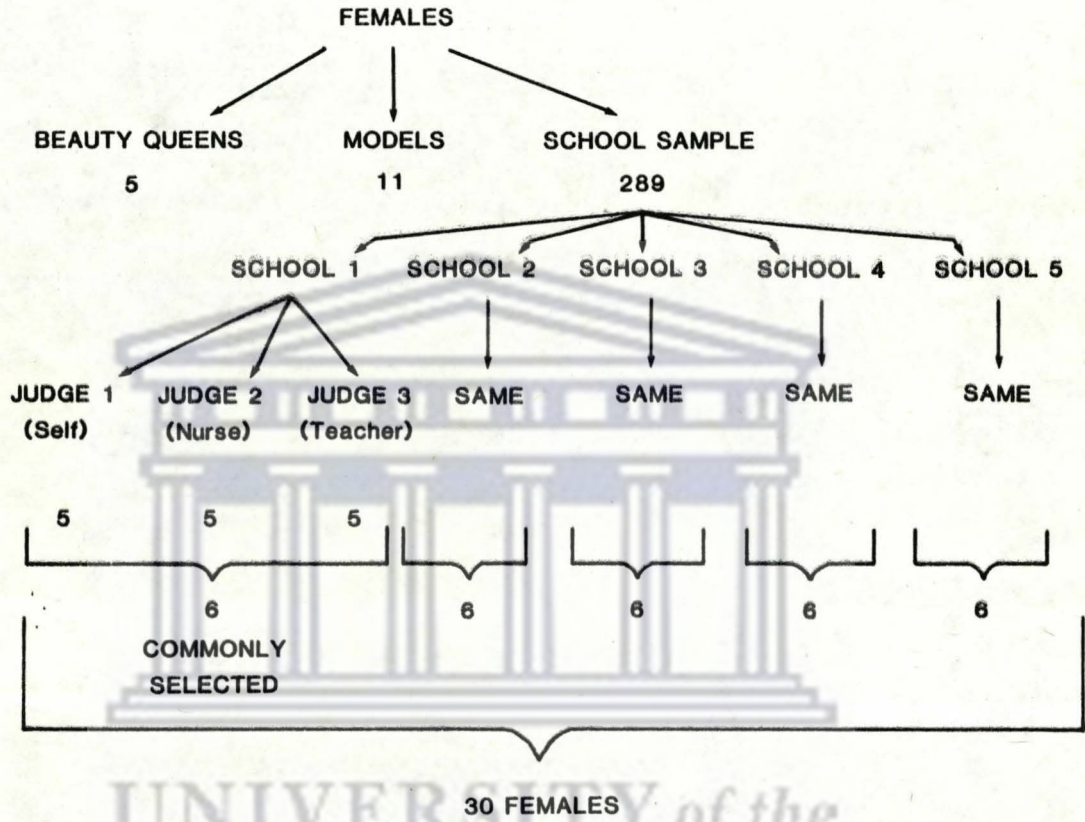 FEMALES
BEAUTY QUEENS MODELS SCHOOL SAMPLE
5 11 289
SCHOOL 1 SCHOOL 2 SCHOOL 3 SCHOOL 4 SCHOOL 5
JUDGE 1 JUDGE 2 JUDGE 3 SAME SAME SAME SAME
(Self) (Nurse) (Teacher)
5 5 5
6 6 6 6 6
COMMONLY
SELECTED
30 FEMALES
UNIVERSITY of the